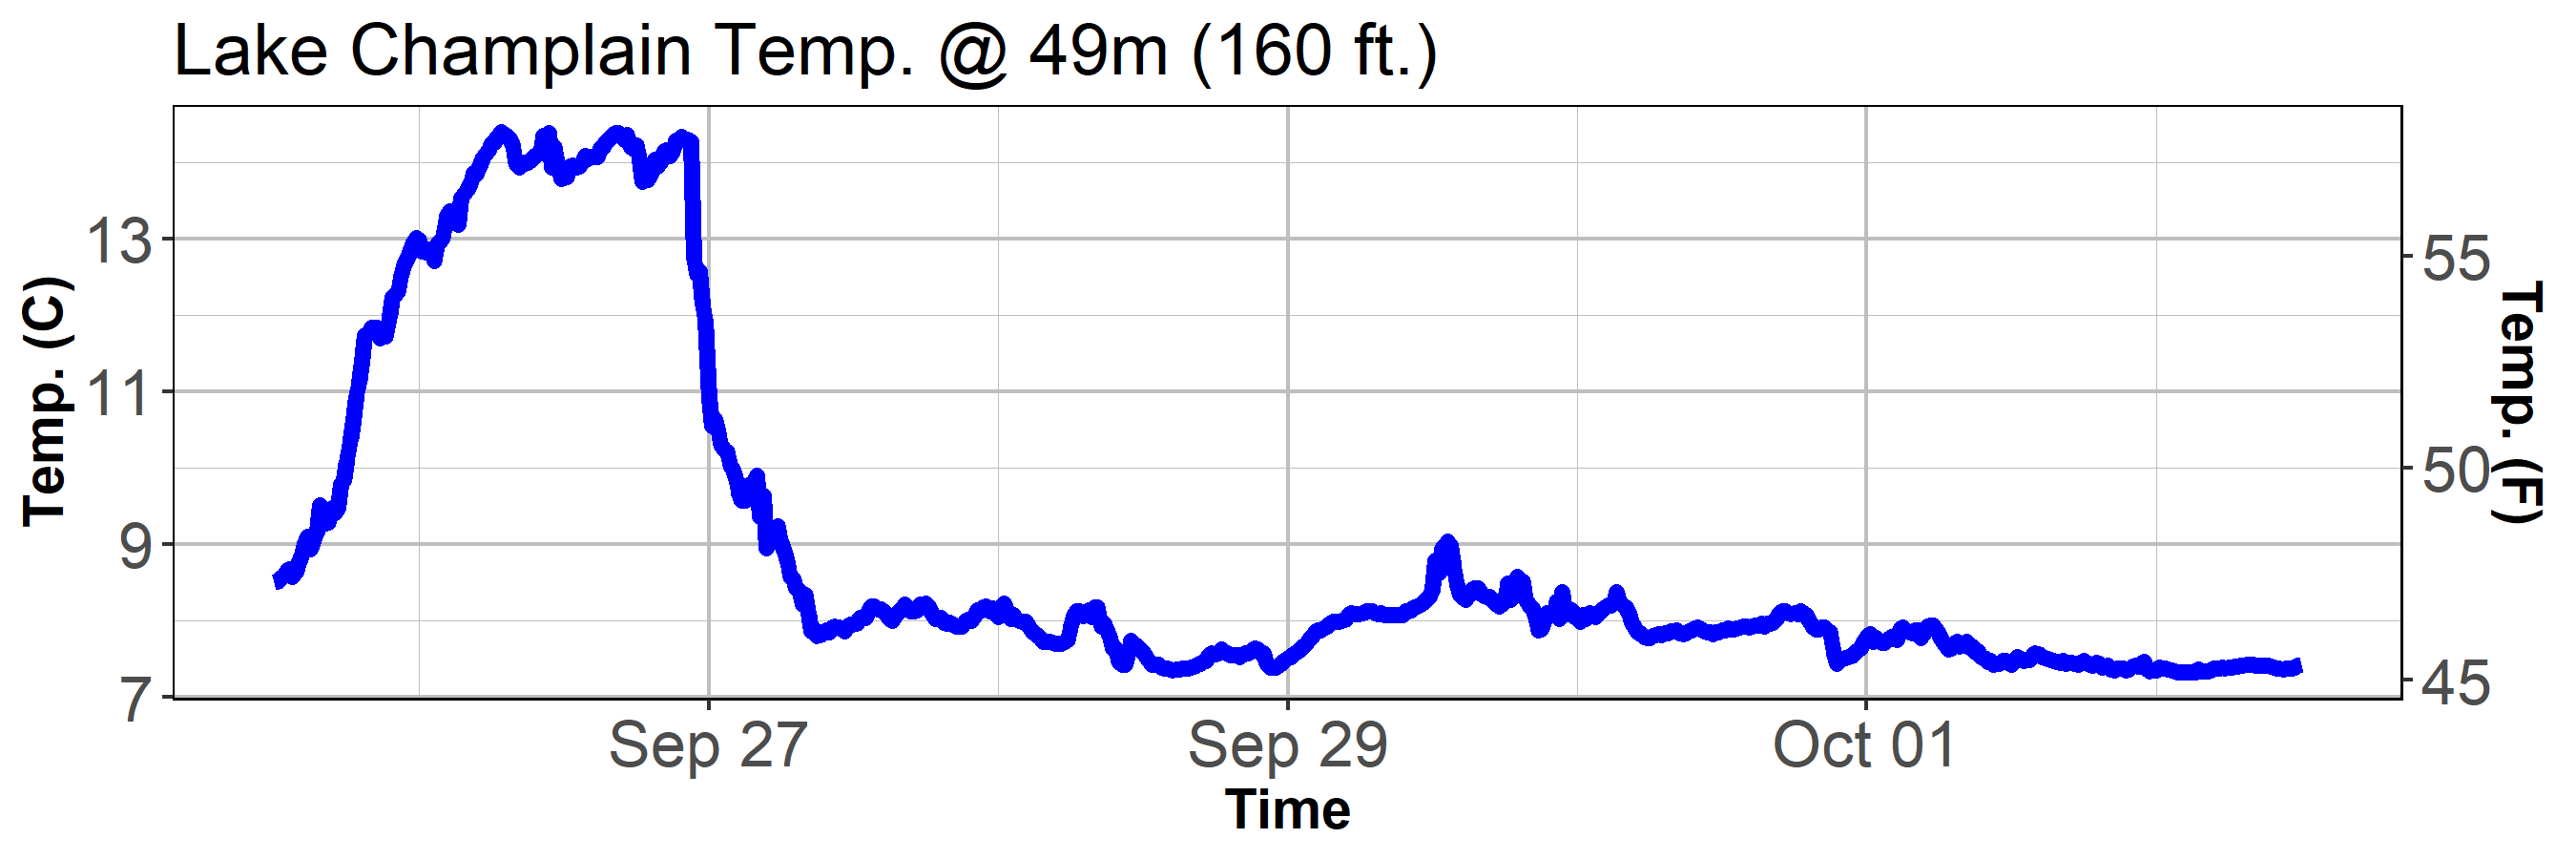 Lake Champlain Temp. @ 49m (160 ft.)
Temp. (C)
13
11
9
7
55
50
45
Temp. (F)
Sep 27
Sep 29
Oct 01
Time